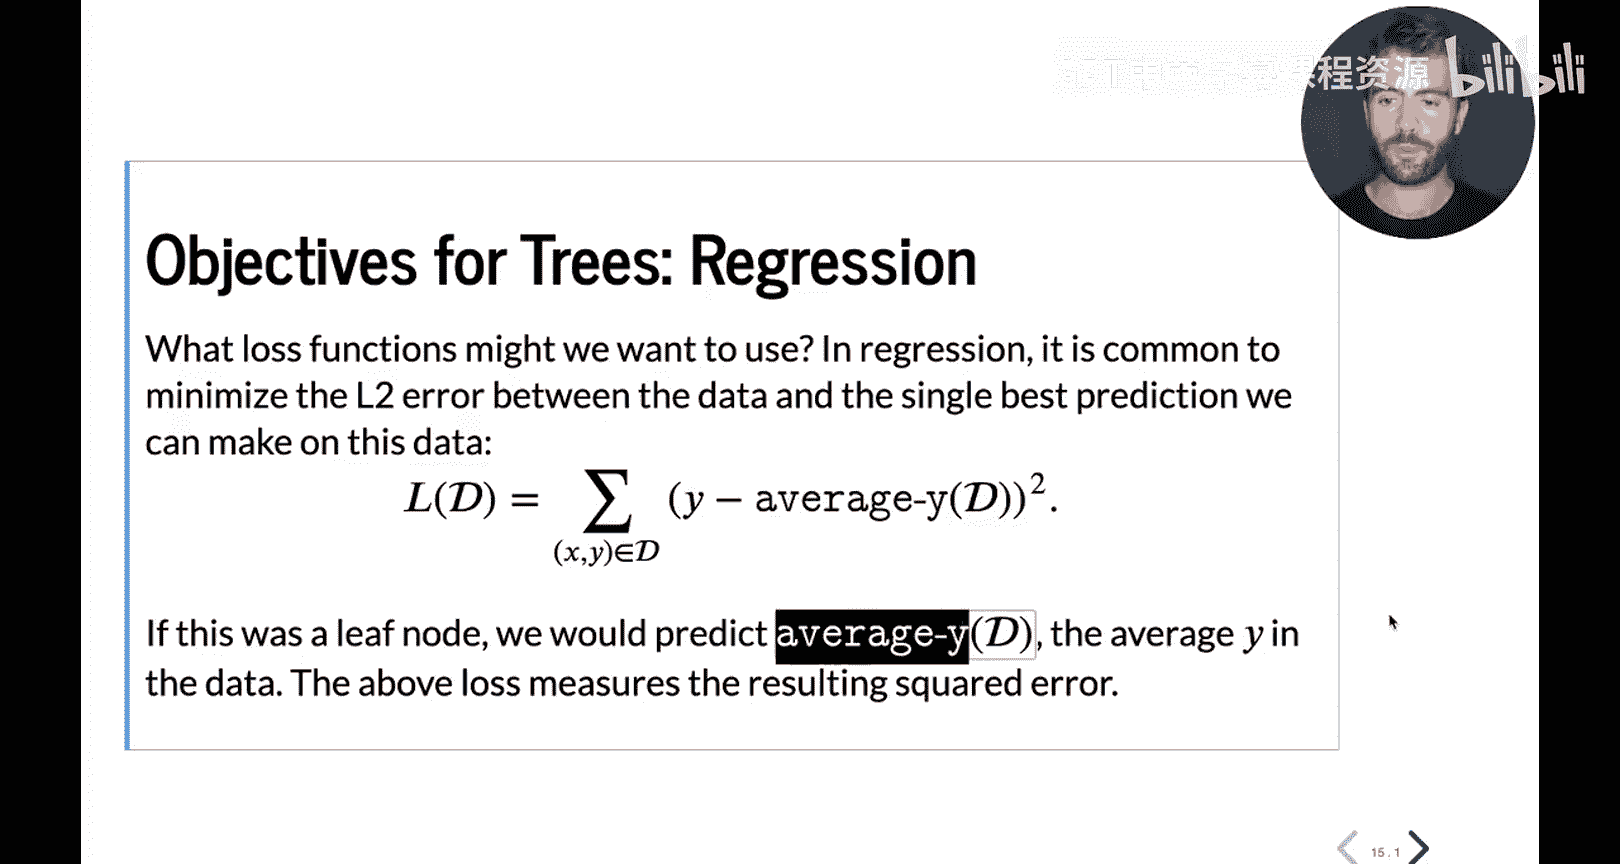 程资源 bilibili
Objectives for Trees: Regression
What loss functions might we want to use? In regression, it is common to
minimize the L2 error between the data and the single best prediction we
can make on this data:
L(𝒟) = ∑ (y − average-y(𝒟))².
(x,y)∈𝒟
If this was a leaf node, we would predict average-y(𝒟), the average y in
the data. The above loss measures the resulting squared error.
15.1